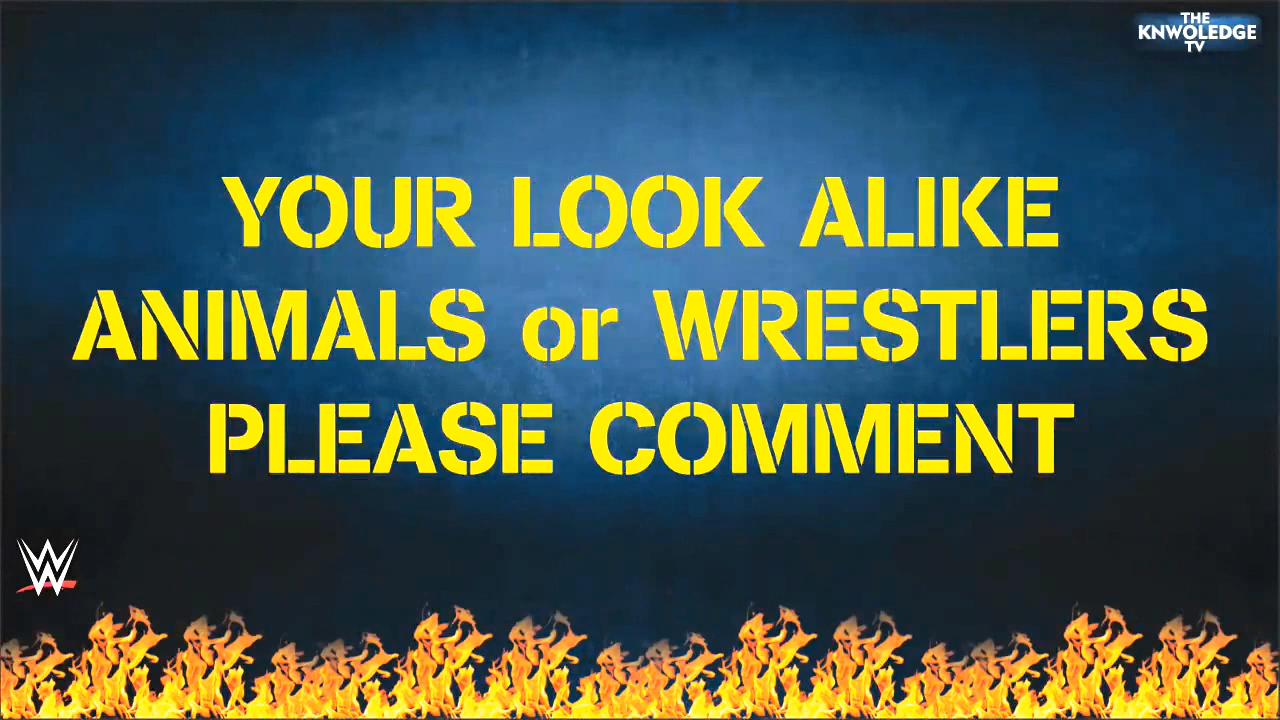 THE
KNWOLEDGE
TV
YOUR LOOK ALIKE
ANIMALS or WRESTLERS
PLEASE COMMENT
W